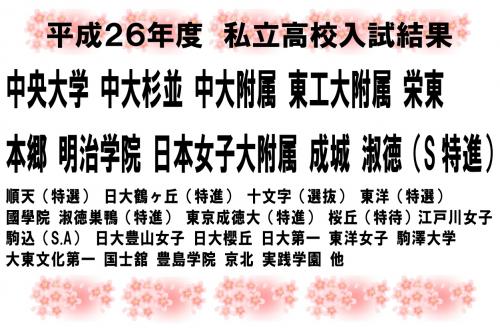 平成26年度 私立高校入試結果
中央大学 中大杉並 中大附属 東工大附属 栄東
本郷 明治学院 日本女子大附属 成城 淑徳（S特進）
順天（特選） 日大鶴ヶ丘（特進） 十文字（選抜） 東洋（特選）
國學院 淑徳巣鴨（特進） 東京成徳大（特進） 桜丘（特待）江戸川女子
駒込（S.A） 日大豊山女子 日大櫻丘 日大第一 東洋女子 駒澤大学
大東文化第一 国士舘 豊島学院 京北 実践学園 他